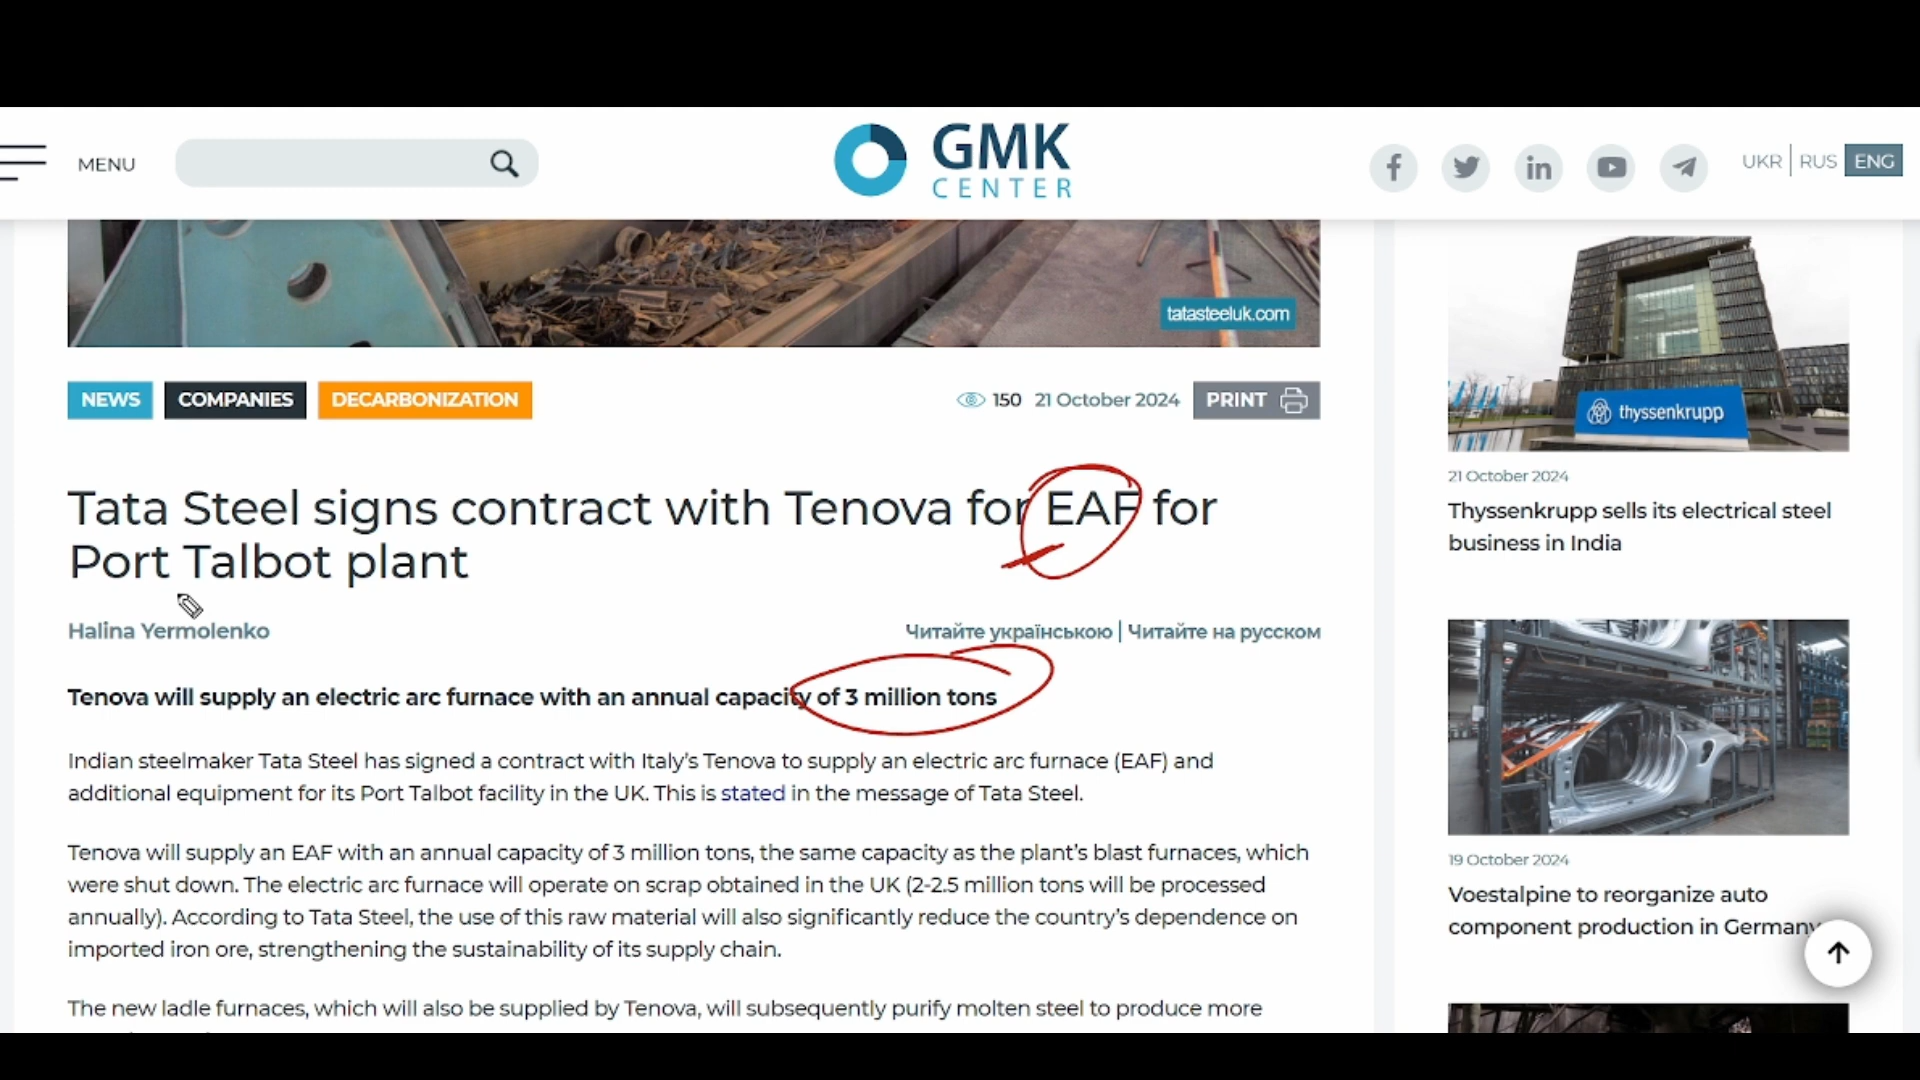 MENU
GMK
CENTER
UKR | RUS ENG
tatasteeluk.com
NEWS COMPANIES DECARBONIZATION
150 21 October 2024 PRINT
Tata Steel signs contract with Tenova for EAF for
Port Talbot plant
Halina Yermolenko
Читайте українською | Читайте на русском
Tenova will supply an electric arc furnace with an annual capacity of 3 million tons
Indian steelmaker Tata Steel has signed a contract with Italy's Tenova to supply an electric arc furnace (EAF) and
additional equipment for its Port Talbot facility in the UK. This is stated in the message of Tata Steel.
Tenova will supply an EAF with an annual capacity of 3 million tons, the same capacity as the plant's blast furnaces, which
were shut down. The electric arc furnace will operate on scrap obtained in the UK (2-2.5 million tons will be processed
annually). According to Tata Steel, the use of this raw material will also significantly reduce the country's dependence on
imported iron ore, strengthening the sustainability of its supply chain.
The new ladle furnaces, which will also be supplied by Tenova, will subsequently purify molten steel to produce more
thyssenkrupp
21 October 2024
Thyssenkrupp sells its electrical steel
business in India
19 October 2024
Voestalpine to reorganize auto
component production in Germany